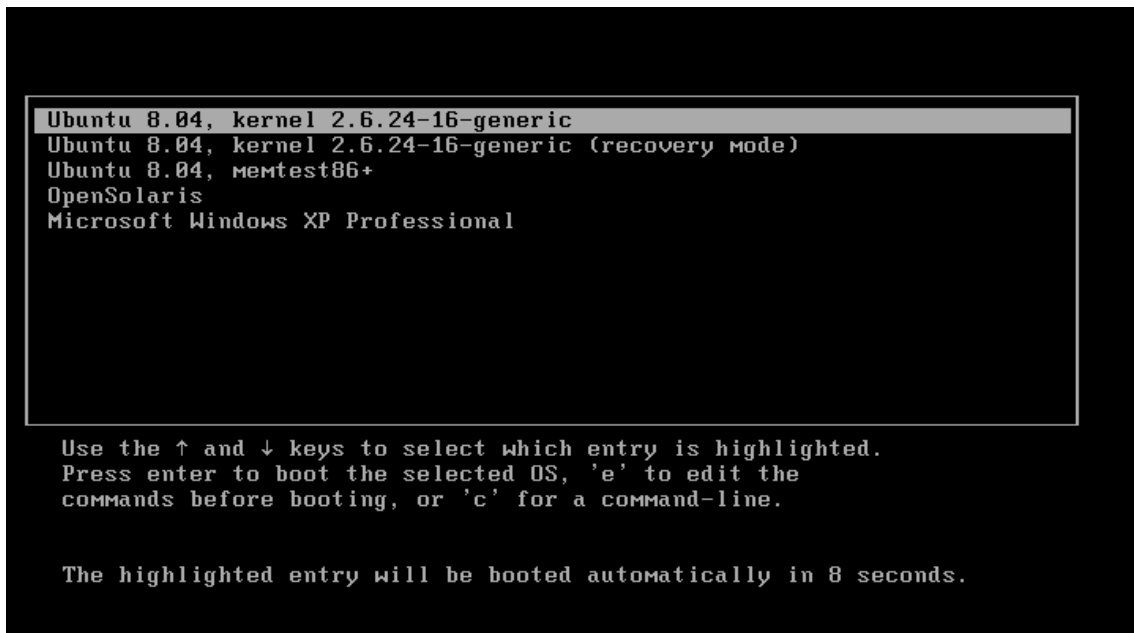 Ubuntu 8.04, kernel 2.6.24-16-generic
Ubuntu 8.04, kernel 2.6.24-16-generic (recovery mode)
Ubuntu 8.04, memtest86+
OpenSolaris
Microsoft Windows XP Professional
Use the ↑ and ↓ keys to select which entry is highlighted.
Press enter to boot the selected OS, 'e' to edit the
commands before booting, or 'c' for a command-line.
The highlighted entry will be booted automatically in 8 seconds.